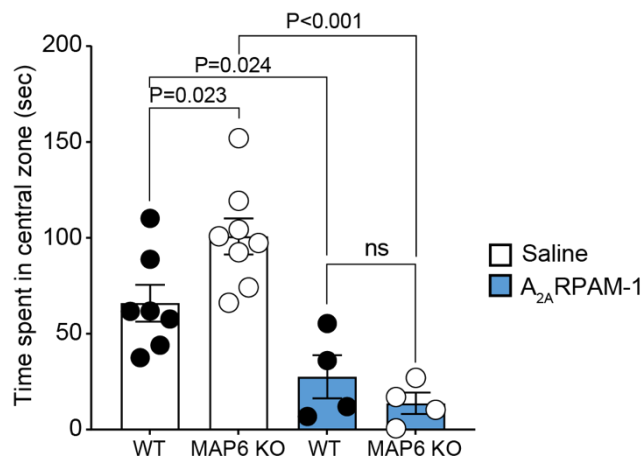 P<0.001
P=0.024
P=0.023
ns
Time spent in central zone (sec)
200
150
100
50
0
WT MAP6 KO WT MAP6 KO
Saline
A2ARPAM-1